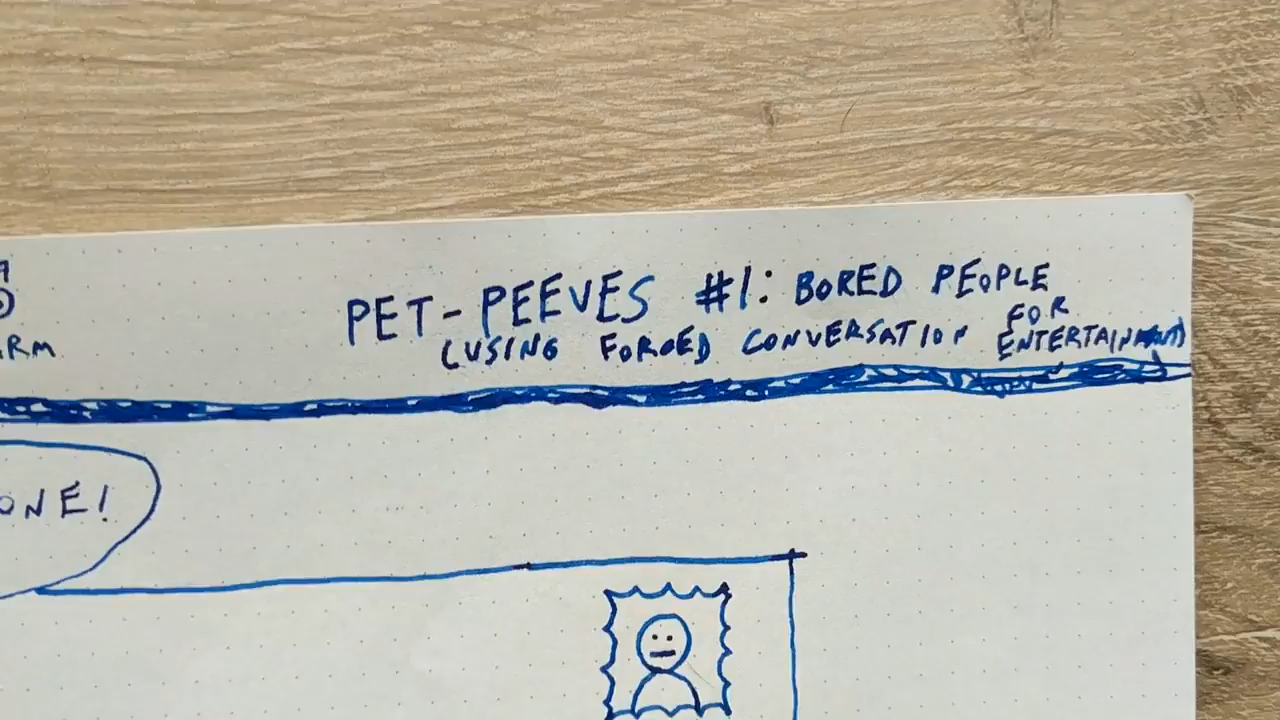 PET-PEEVES #1: BORED PEOPLE
(USING FORCED CONVERSATION FOR
ENTERTAINMENT)
ONE!